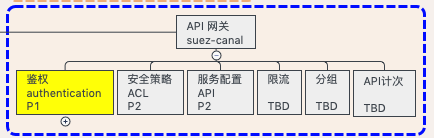 API 网关
suez-canal
鉴权
authentication
P1
安全策略
ACL
P2
服务配置
API
P2
限流
TBD
分组
TBD
API计次
TBD